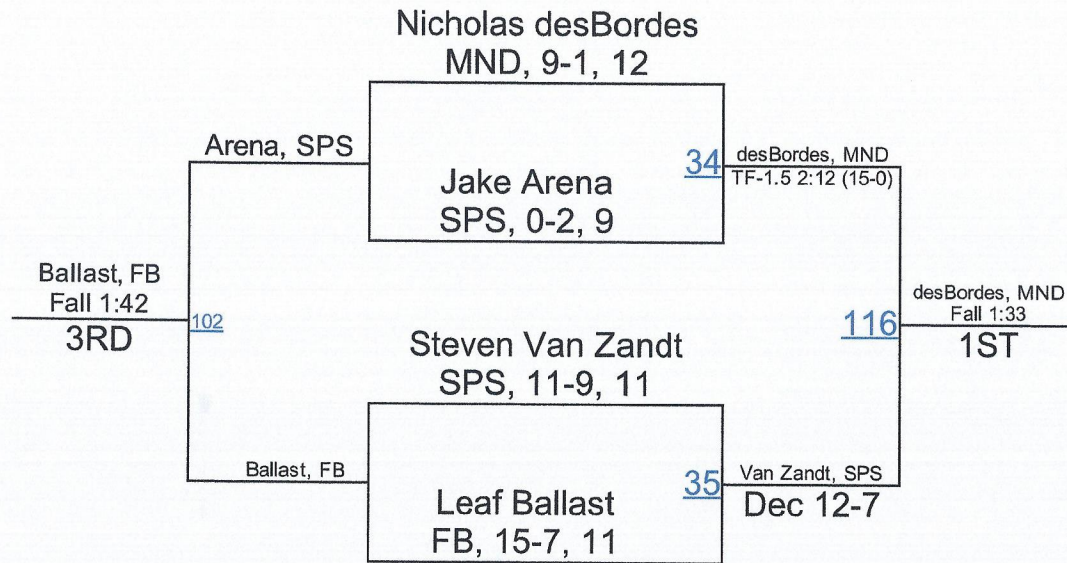 Nicholas desBordes
MND, 9-1, 12
Arena, SPS
34
desBordes, MND
TF-1.5 2:12 (15-0)
Jake Arena
SPS, 0-2, 9
Ballast, FB
Fall 1:42
3RD
102
desBordes, MND
Fall 1:33
1ST
116
Steven Van Zandt
SPS, 11-9, 11
Ballast, FB
35
Van Zandt, SPS
Dec 12-7
Leaf Ballast
FB, 15-7, 11